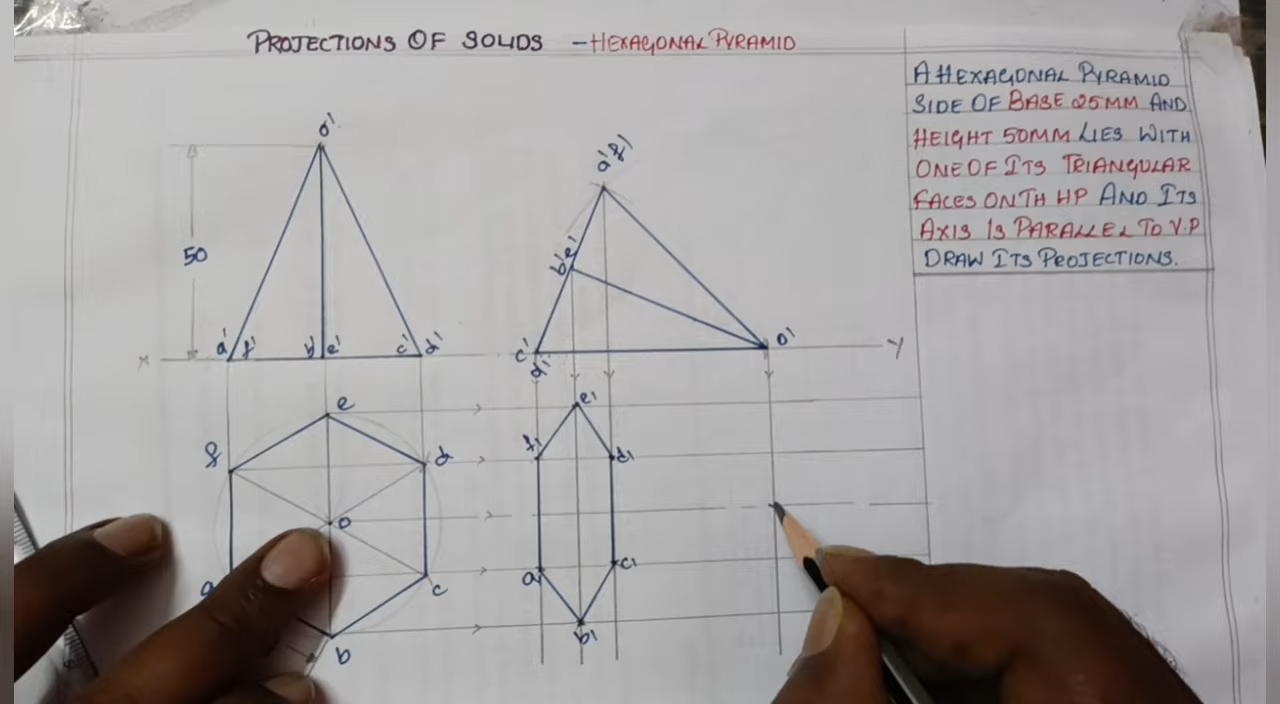 PROJECTIONS OF SOLIDS - HEXAGONAL PYRAMID
A HEXAGONAL PYRAMID
SIDE OF BASE 25MM AND
HEIGHT 50MM LIES WITH
ONE OF ITS TRIANGULAR
FACES ON TH HP AND ITS
AXIS IS PARALLEL TO V.P
DRAW ITS PROJECTIONS.
o'
a'f'
50
b'e'
a' f' b' e' c' d'
c' o'
d'
X Y
e e1
f d f1 d1
o
a c a c1
b b1